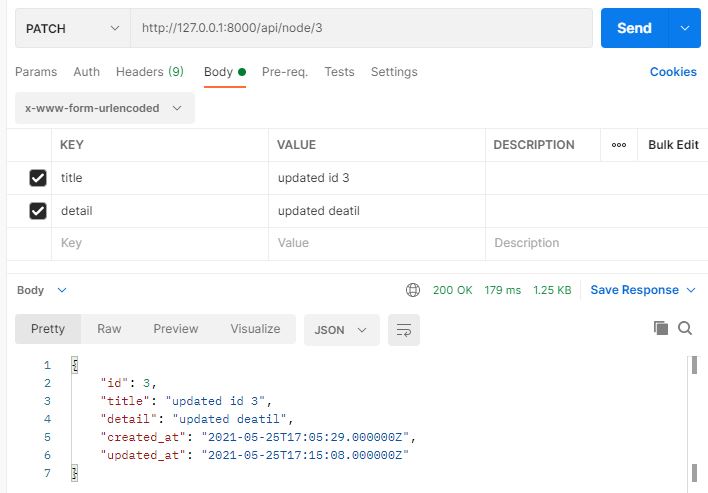 PATCH http://127.0.0.1:8000/api/node/3 Send
Params Auth Headers (9) Body Pre-req. Tests Settings Cookies
x-www-form-urlencoded
KEY VALUE DESCRIPTION ooo Bulk Edit
title updated id 3
detail updated deatil
Key Value Description
Body 200 OK 179 ms 1.25 KB Save Response
Pretty Raw Preview Visualize JSON
1 {
2 "id": 3,
3 "title": "updated id 3",
4 "detail": "updated deatil",
5 "created_at": "2021-05-25T17:05:29.000000Z",
6 "updated_at": "2021-05-25T17:15:08.000000Z"
7 }